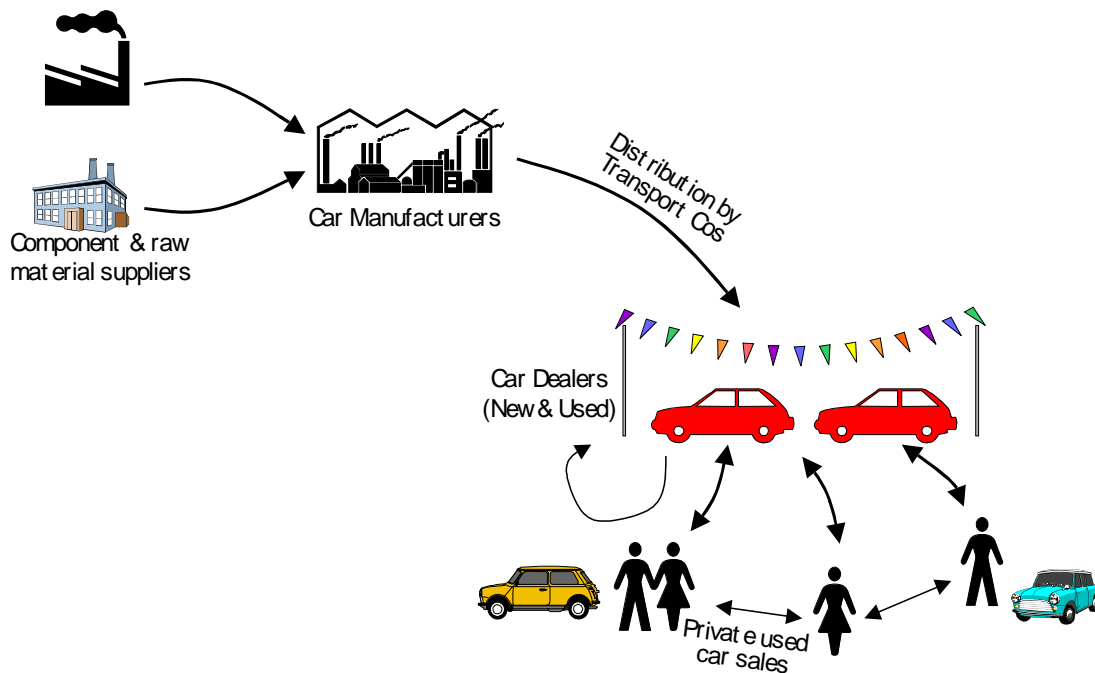 Component & raw
material suppliers
Car Manufacturers
Distribution by
Transport Cos
Car Dealers
(New & Used)
Private used
car sales